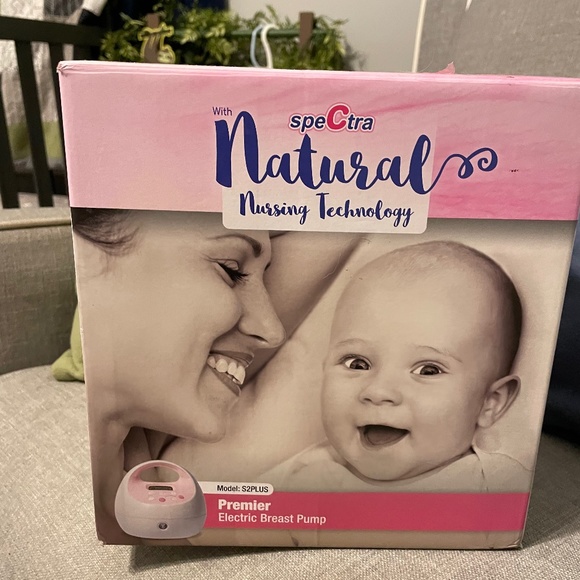 With
speCtra
Natural
Nursing Technology
Model: S2PLUS
Premier
Electric Breast Pump